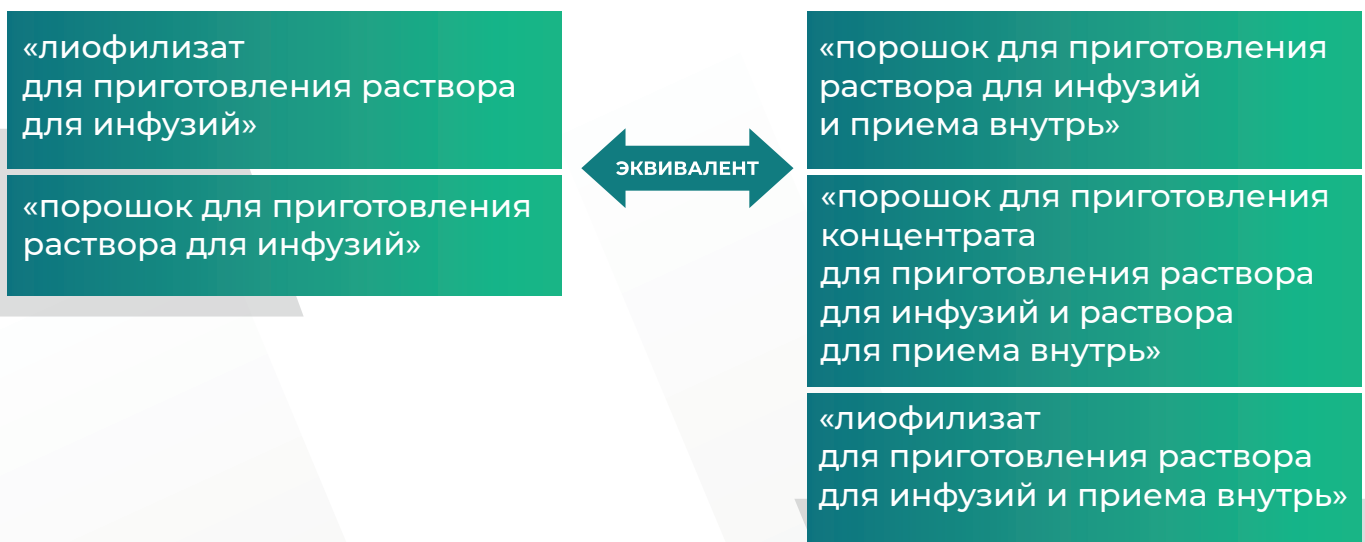 «лиофилизат
для приготовления раствора
для инфузий»
«порошок для приготовления
раствора для инфузий»
ЭКВИВАЛЕНТ
«порошок для приготовления
раствора для инфузий
и приема внутрь»
«порошок для приготовления
концентрата
для приготовления раствора
для инфузий и раствора
для приема внутрь»
«лиофилизат
для приготовления раствора
для инфузий и приема внутрь»